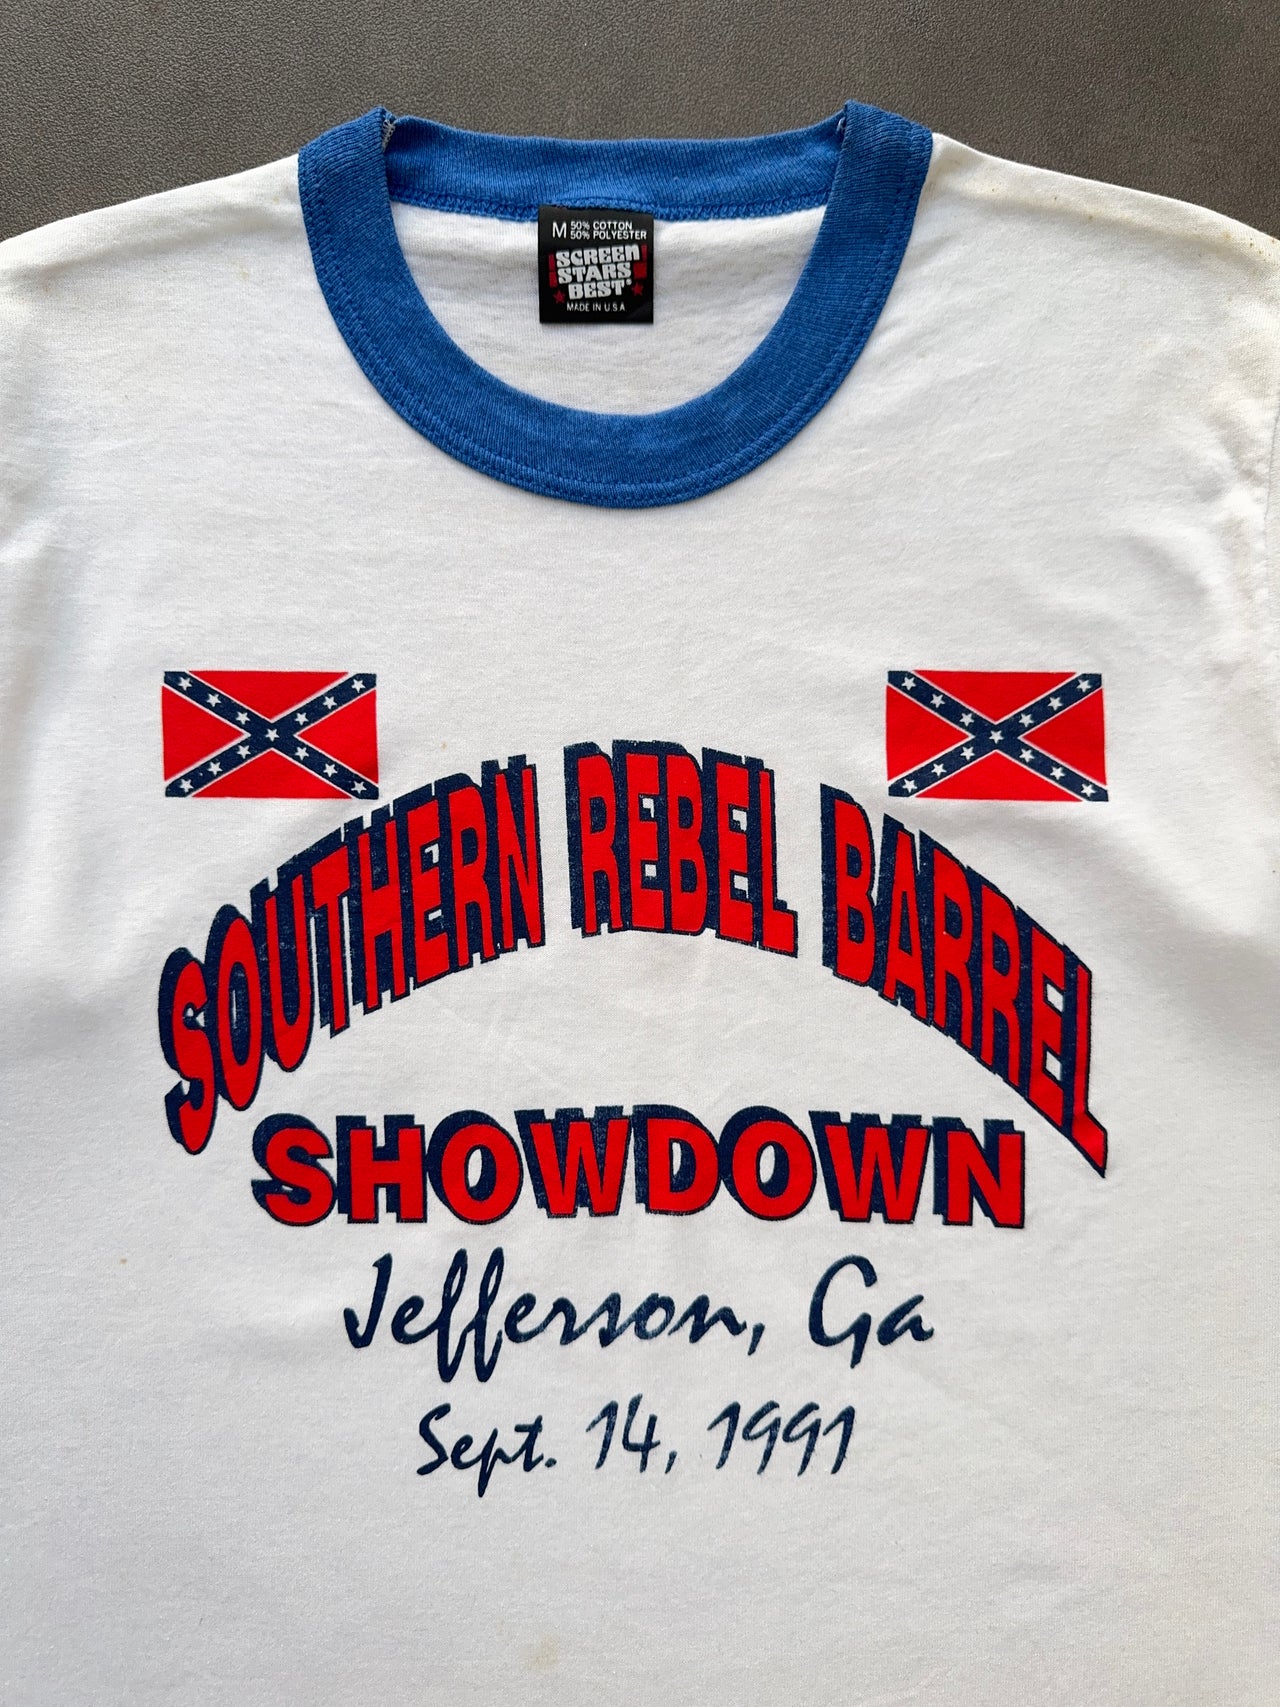 M 50% COTTON
50% POLYESTER
SCREEN
STARS
BEST®
MADE IN U.S.A
SOUTHERN REBEL BARREL
SHOWDOWN
Jefferson, Ga
Sept. 14, 1991